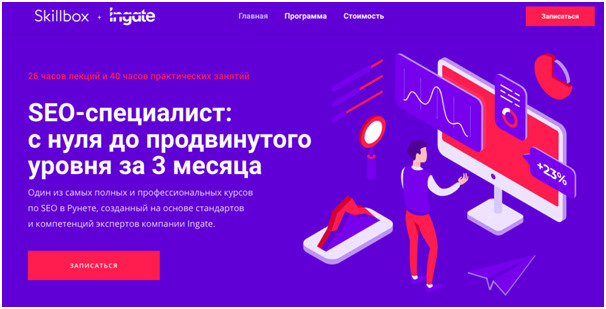 Skillbox + Ingate
Главная Программа Стоимость
Записаться
26 часов лекций и 40 часов практических занятий
SEO-специалист:
с нуля до продвинутого
уровня за 3 месяца
Один из самых полных и профессиональных курсов
по SEO в Рунете, созданный на основе стандартов
и компетенций экспертов компании Ingate.
ЗАПИСАТЬСЯ
+23%